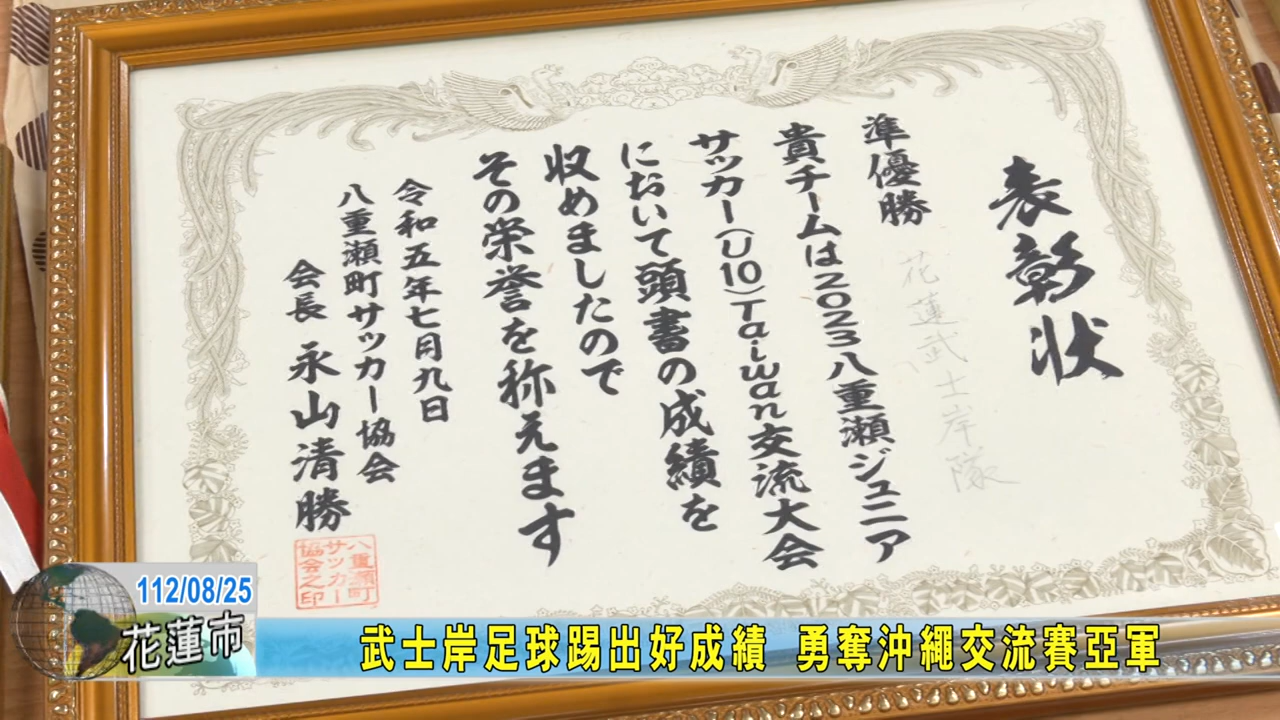 表彰状
準優勝
花蓮武士岸隊
貴チームは2023八重瀬ジュニア
サッカー(U10)Taiwan交流大会
において頭書の成績を
収めましたので
その栄誉を称えます
令和五年七月九日
八重瀬町サッカー協会
会長 永山清勝
八重瀬町
サッカー
協会之印
112/08/25
花蓮市
武士岸足球踢出好成績 勇奪沖繩交流賽亞軍